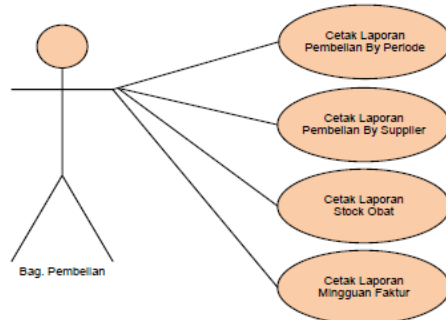 Cetak Laporan
Pembelian By Periode
Cetak Laporan
Pembelian By Supplier
Cetak Laporan
Stock Obat
Cetak Laporan
Mingguan Faktur
Bag. Pembelian